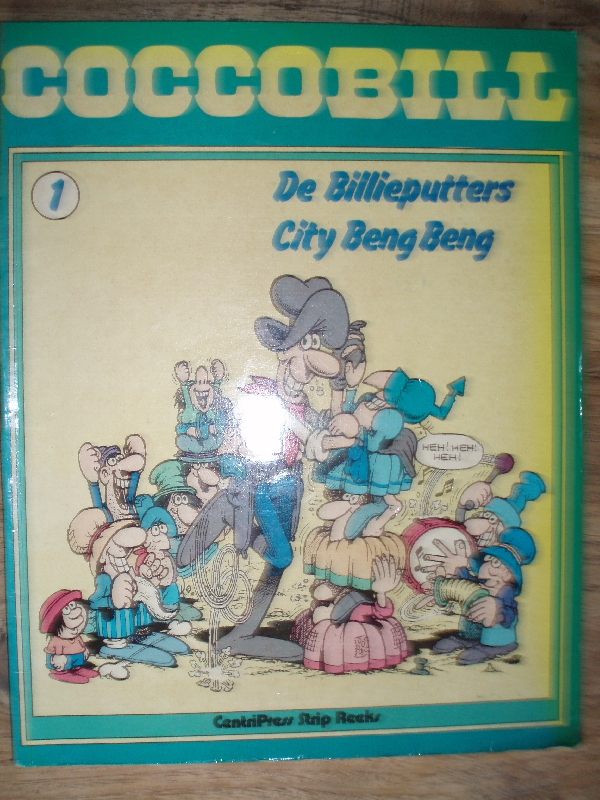 COCCOBILL
1
De Billieputters
City Beng Beng
HEH! HEH!
HEH!
CentriPress Strip Reeks